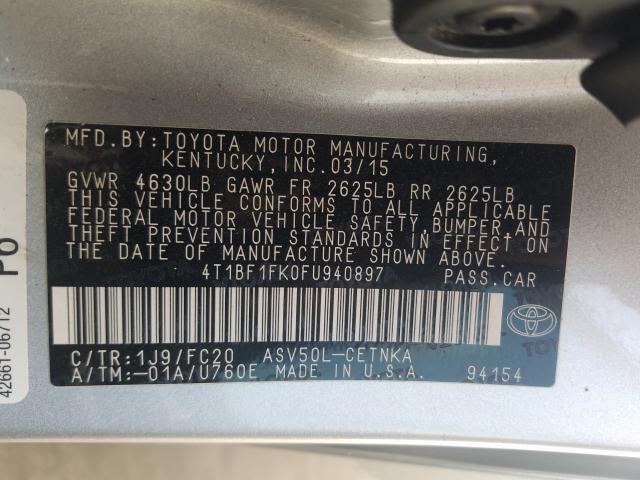 MFD.BY:TOYOTA MOTOR MANUFACTURING,
KENTUCKY,INC.03/15
GVWR 4630LB GAWR FR 2625LB RR 2625LB
THIS VEHICLE CONFORMS TO ALL APPLICABLE
FEDERAL MOTOR VEHICLE SAFETY,BUMPER,AND
THEFT PREVENTION STANDARDS IN EFFECT ON
THE DATE OF MANUFACTURE SHOWN ABOVE.
4T1BF1FK0FU940897 PASS.CAR
C/TR:1J9/FC20 ASV50L-CETNKA
A/TM:-01A/U760E MADE IN U.S.A. 94154
42661-06712